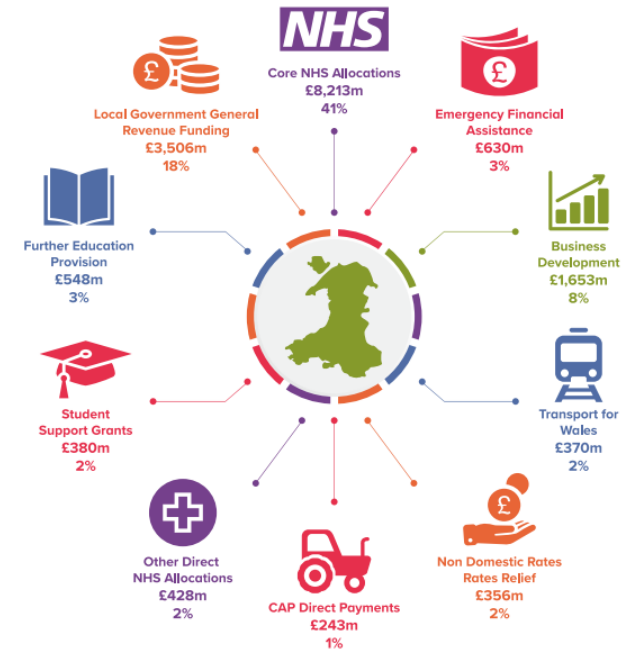 NHS
Core NHS Allocations
£8,213m
41%
Local Government General
Revenue Funding
£3,506m
18%
£
Emergency Financial
Assistance
£630m
3%
£
Further Education
Provision
£548m
3%
Business
Development
£1,653m
8%
Student
Support Grants
£380m
2%
Transport for
Wales
£370m
2%
Other Direct
NHS Allocations
£428m
2%
CAP Direct Payments
£243m
1%
£
Non Domestic Rates
Rates Relief
£356m
2%